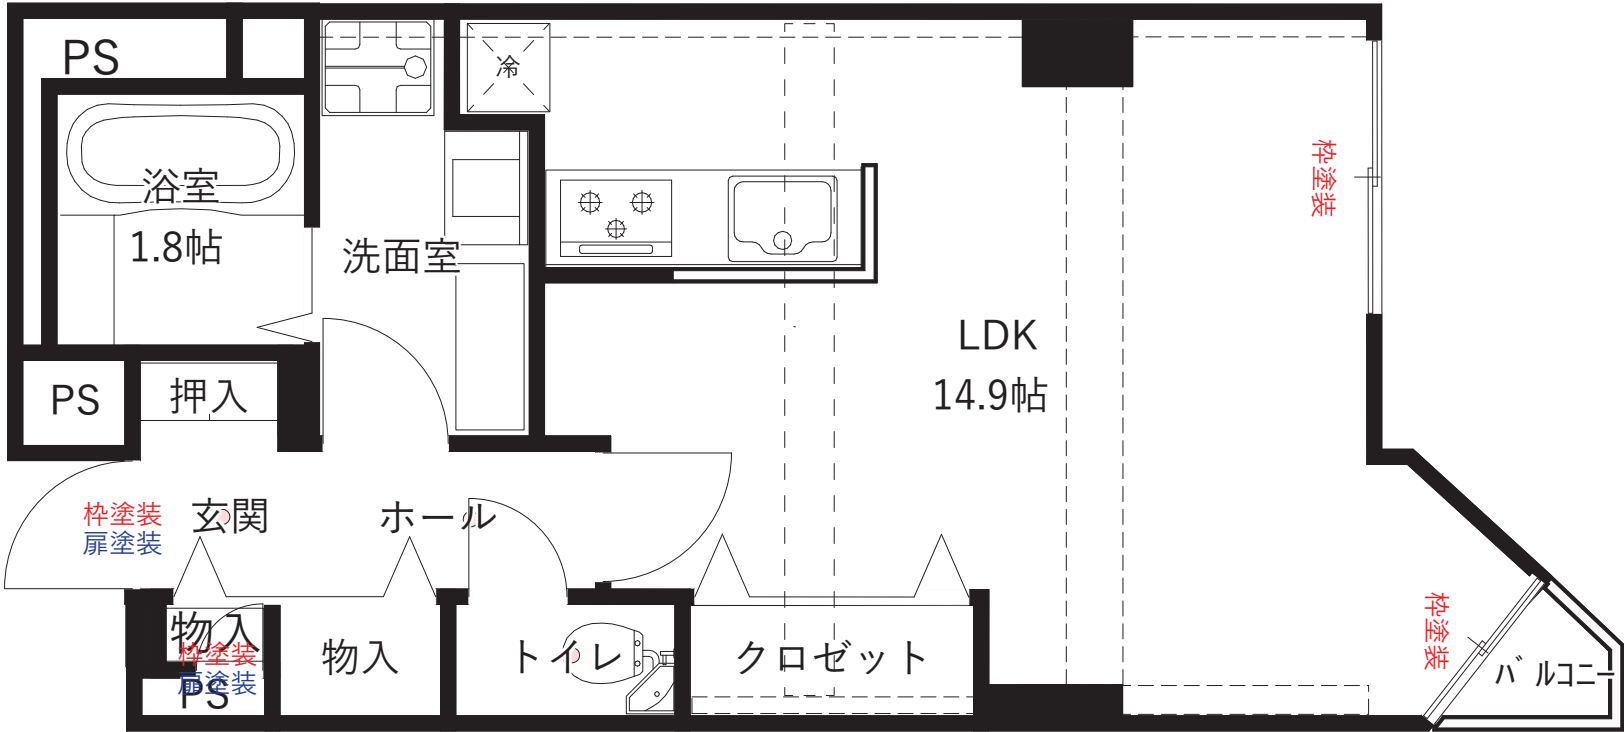 PS
冷
浴室
1.8帖
洗面室
枠塗装
LDK
14.9帖
PS
押入
枠塗装
扉塗装
玄関
ホール
物入
枠塗装
扉塗装
PS
物入
トイレ
クロゼット
枠塗装
バルコニー